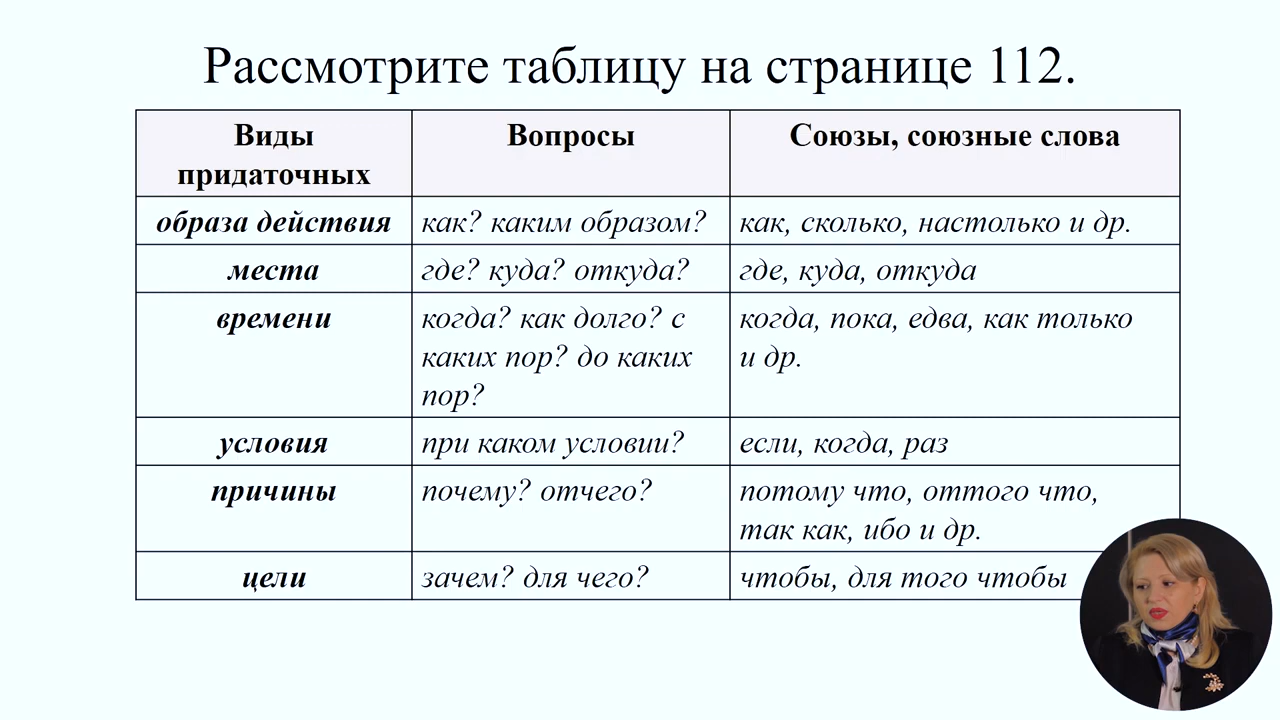 Рассмотрите таблицу на странице 112.
Виды придаточных
Вопросы
Союзы, союзные слова
образа действия
как? каким образом?
как, сколько, настолько и др.
места
где? куда? откуда?
где, куда, откуда
времени
когда? как долго? с
каких пор? до каких
пор?
когда, пока, едва, как только
и др.
условия
при каком условии?
если, когда, раз
причины
почему? отчего?
потому что, оттого что,
так как, ибо и др.
цели
зачем? для чего?
чтобы, для того чтобы